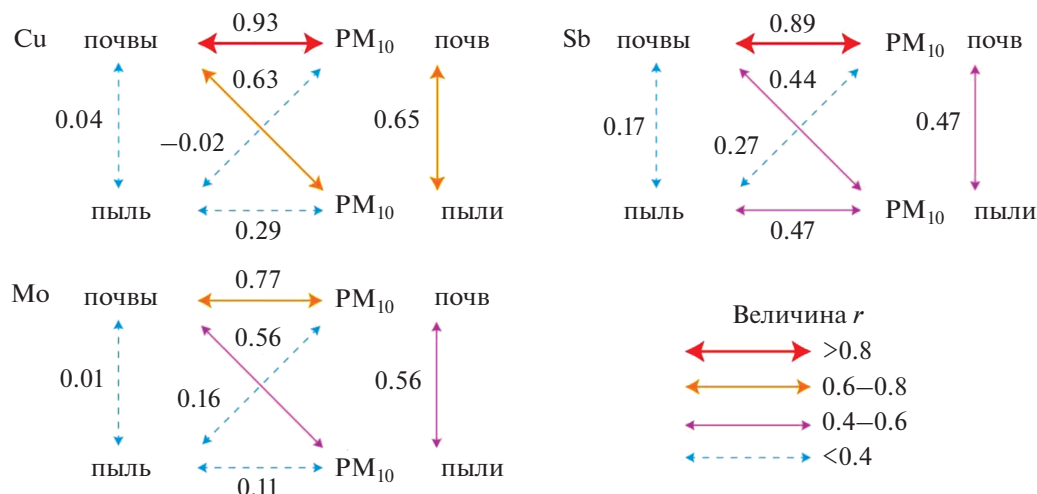 Cu почвы 0.93 PM₁₀ почв
0.63
0.04 −0.02 0.65
пыль 0.29 PM₁₀ пыли
Sb почвы 0.89 PM₁₀ почв
0.44
0.17 0.27 0.47
пыль 0.47 PM₁₀ пыли
Mo почвы 0.77 PM₁₀ почв
0.56
0.01 0.16 0.56
пыль 0.11 PM₁₀ пыли
Величина r
>0.8
0.6–0.8
0.4–0.6
<0.4